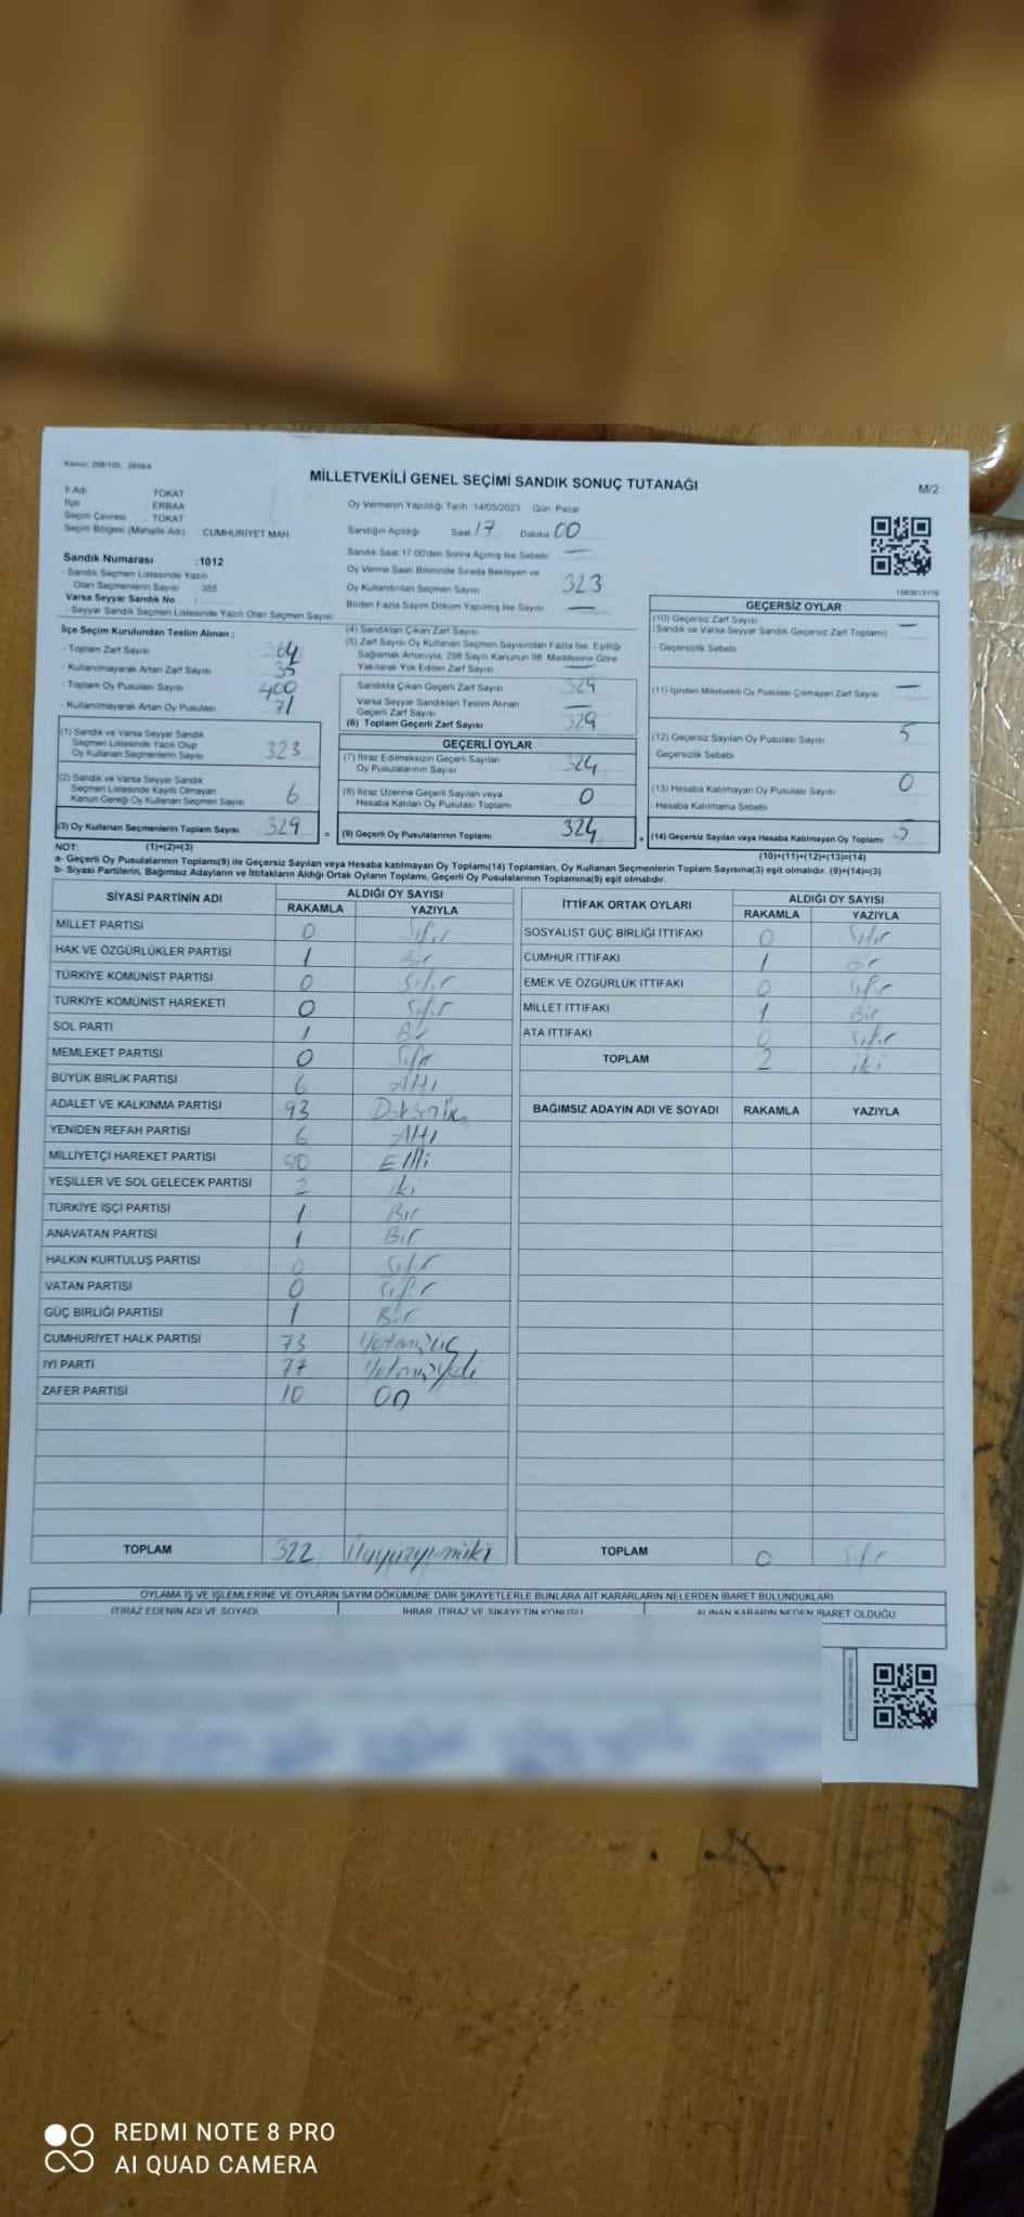 MİLLETVEKİLİ GENEL SEÇİMİ SANDIK SONUÇ TUTANAĞI
M/2
İl Adı TOKAT
İlçe ERBAA
Seçim Çevresi TOKAT
Seçim Bölgesi (Mahalle Adı) CUMHURİYET MAH.
Oy Vermenin Yapıldığı Tarih: 14/05/2023 Gün: Pazar
Sandığın Açıldığı Saat 17 Dakika 00
Sandık Saat 17.00'den Sonra Açılmış İse Sebebi —
Oy Verme Saati Bitiminde Sırada Bekleyen ve
Oy Kullandırılan Seçmen Sayısı 323
Birden Fazla Sayım Döküm Yapılmış İse Sayısı —
Sandık Numarası :1012
- Sandık Seçmen Listesinde Yazılı
Olan Seçmenlerin Sayısı 355
Varsa Seyyar Sandık No
- Seyyar Sandık Seçmen Listesinde Yazılı Olan Seçmen Sayısı
İlçe Seçim Kurulundan Teslim Alınan :
- Toplam Zarf Sayısı
- Kullanılmayarak Artan Zarf Sayısı 35
- Toplam Oy Pusulası Sayısı 400
- Kullanılmayarak Artan Oy Pusulası 71
(1) Sandık ve Varsa Seyyar Sandık
Seçmen Listesinde Yazılı Olup
Oy Kullanan Seçmenlerin Sayısı 323
(2) Sandık ve Varsa Seyyar Sandık
Seçmen Listesinde Kayıtlı Olmayan
Kanun Gereği Oy Kullanan Seçmen Sayısı 6
(3) Oy Kullanan Seçmenlerin Toplam Sayısı 329
(4) Sandıktan Çıkan Zarf Sayısı
(5) Zarf Sayısı Oy Kullanan Seçmen Sayısından Fazla İse, Eşitliği
Sağlamak Amacıyla, 298 Sayılı Kanunun 98. Maddesine Göre
Yakılarak Yok Edilen Zarf Sayısı —
Sandıkta Çıkan Geçerli Zarf Sayısı 329
Varsa Seyyar Sandıktan Teslim Alınan
Geçerli Zarf Sayısı —
(6) Toplam Geçerli Zarf Sayısı 329
GEÇERLİ OYLAR
(7) İtiraz Edilmeksizin Geçerli Sayılan
Oy Pusulalarının Sayısı 324
(8) İtiraz Üzerine Geçerli Sayılan veya
Hesaba Katılan Oy Pusulası Toplamı 0
= (9) Geçerli Oy Pusulalarının Toplamı 324
GEÇERSİZ OYLAR
(10) Geçersiz Zarf Sayısı —
(Sandık ve Varsa Seyyar Sandık Geçersiz Zarf Toplamı)
- Geçersizlik Sebebi
(11) İçinden Milletvekili Oy Pusulası Çıkmayan Zarf Sayısı —
(12) Geçersiz Sayılan Oy Pusulası Sayısı 5
Geçersizlik Sebebi
(13) Hesaba Katılmayan Oy Pusulası Sayısı 0
- Hesaba Katılmama Sebebi
+ (14) Geçersiz Sayılan veya Hesaba Katılmayan Oy Toplamı 5
NOT: (1)+(2)=(3)
(10)+(11)+(12)+(13)=(14)
a- Geçerli Oy Pusulalarının Toplamı(9) ile Geçersiz Sayılan veya Hesaba katılmayan Oy Toplamı(14) Toplamları, Oy Kullanan Seçmenlerin Toplam Sayısına(3) eşit olmalıdır. (9)+(14)=(3)
b- Siyasi Partilerin, Bağımsız Adayların ve İttifakların Aldığı Ortak Oyların Toplamı, Geçerli Oy Pusulalarının Toplamına(9) eşit olmalıdır.
SİYASİ PARTİNİN ADI ALDIĞI OY SAYISI
RAKAMLA YAZIYLA
MİLLET PARTİSİ 0 Sıfır
HAK VE ÖZGÜRLÜKLER PARTİSİ 1 Bir
TÜRKİYE KOMÜNİST PARTİSİ 0 Sıfır
TÜRKİYE KOMÜNİST HAREKETİ 0 Sıfır
SOL PARTİ 1 Bir
MEMLEKET PARTİSİ 0 Sıfır
BÜYÜK BİRLİK PARTİSİ 6 Altı
ADALET VE KALKINMA PARTİSİ 93 Doksanüç
YENİDEN REFAH PARTİSİ 6 Altı
MİLLİYETÇİ HAREKET PARTİSİ 50 Elli
YEŞİLLER VE SOL GELECEK PARTİSİ 2 iki
TÜRKİYE İŞÇİ PARTİSİ 1 Bir
ANAVATAN PARTİSİ 1 Bir
HALKIN KURTULUŞ PARTİSİ 0 Sıfır
VATAN PARTİSİ 0 Sıfır
GÜÇ BİRLİĞİ PARTİSİ 1 Bir
CUMHURİYET HALK PARTİSİ 73 Yetmişüç
İYİ PARTİ 77 Yetmişyedi
ZAFER PARTİSİ 10 On
TOPLAM 322 Üçyüzyirmiiki
İTTİFAK ORTAK OYLARI ALDIĞI OY SAYISI
RAKAMLA YAZIYLA
SOSYALİST GÜÇ BİRLİĞİ İTTİFAKI 0 Sıfır
CUMHUR İTTİFAKI 1 Bir
EMEK VE ÖZGÜRLÜK İTTİFAKI 0 Sıfır
MİLLET İTTİFAKI 1 Bir
ATA İTTİFAKI 0 Sıfır
TOPLAM 2 iki
BAĞIMSIZ ADAYIN ADI VE SOYADI RAKAMLA YAZIYLA
TOPLAM 0 Sıfır
OYLAMA İŞ VE İŞLEMLERİNE VE OYLARIN SAYIM DÖKÜMÜNE DAİR ŞİKAYETLERLE BUNLARA AİT KARARLARIN NELERDEN İBARET BULUNDUKLARI
İTİRAZ EDENİN ADI VE SOYADI İHBAR, İTİRAZ VE ŞİKAYETİN KONUSU ALINAN KARARIN NEDEN İBARET OLDUĞU
REDMI NOTE 8 PRO
AI QUAD CAMERA